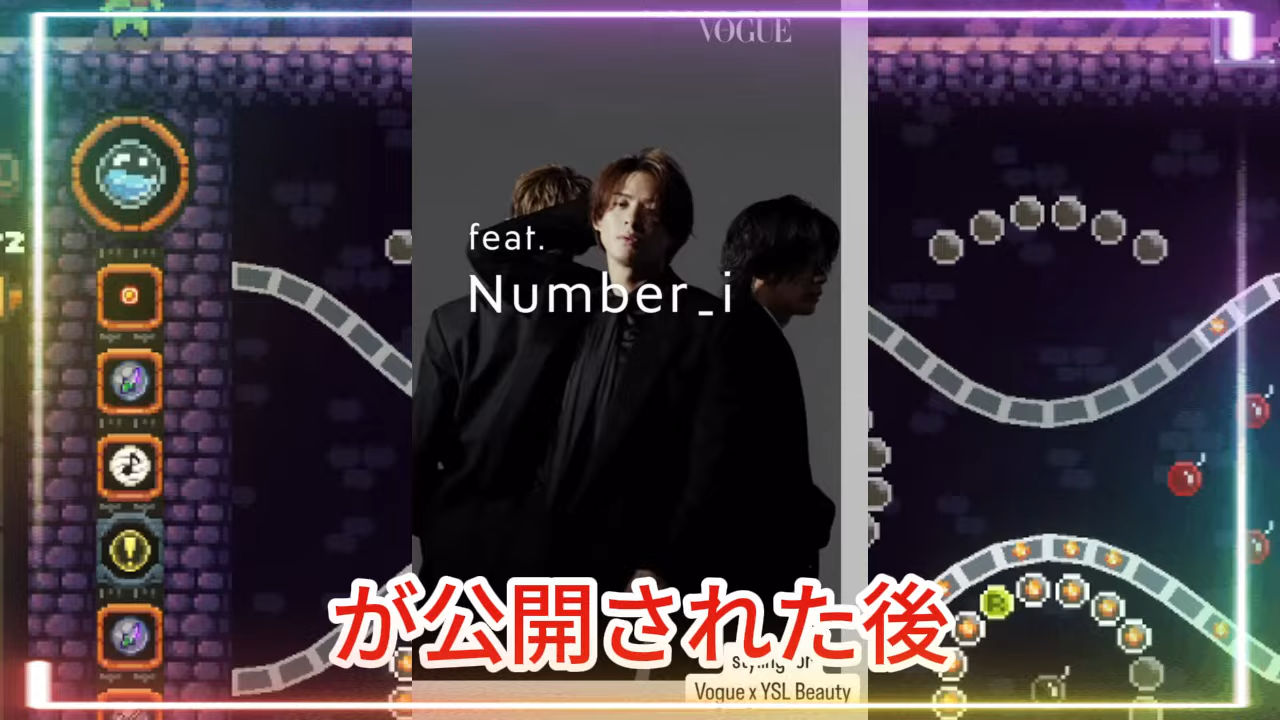 VOGUE
feat.
Number_i
が公開された後
Vogue x YSL Beauty